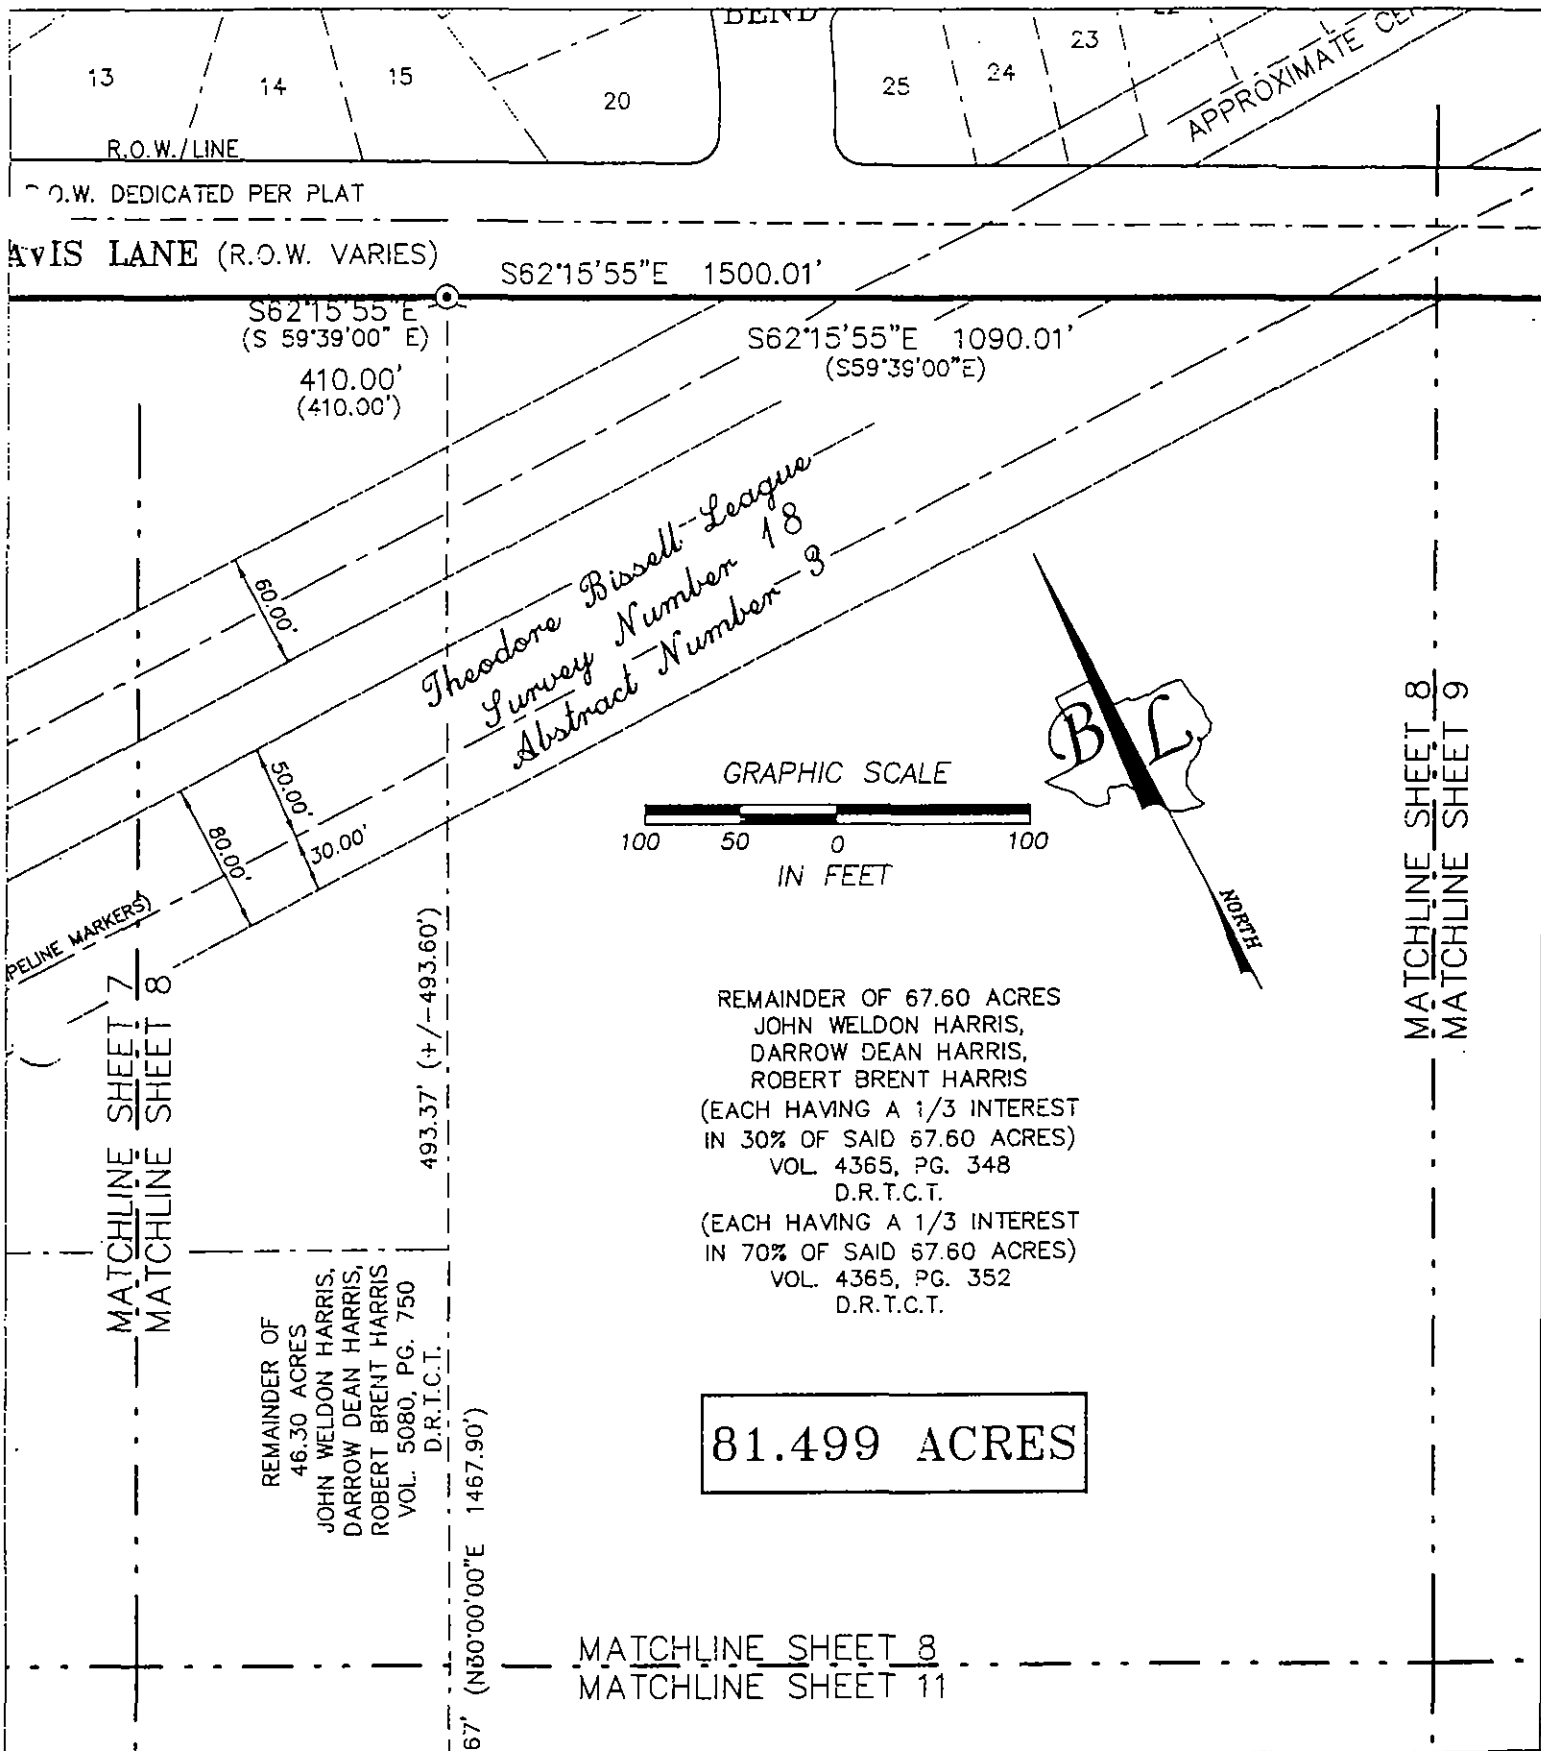 BEND
13
14
15
20
25
24
23
22
APPROXIMATE
R.O.W. LINE
O.W. DEDICATED PER PLAT
AVIS LANE (R.O.W. VARIES)
S62°15'55"E 1500.01'
S62°15'55"E
(S 59°39'00" E)
410.00'
(410.00')
S62°15'55"E 1090.01'
(S59°39'00"E)
Theodore Bissell League
Survey Number 18
Abstract Number 3
60.00'
50.00'
80.00'
30.00'
PELINE MARKERS)
GRAPHIC SCALE
100 50 0 100
IN FEET
B L
NORTH
MATCHLINE SHEET 7
MATCHLINE SHEET 8
MATCHLINE SHEET 8
MATCHLINE SHEET 9
493.37' (+/-493.60')
REMAINDER OF 67.60 ACRES
JOHN WELDON HARRIS,
DARROW DEAN HARRIS,
ROBERT BRENT HARRIS
(EACH HAVING A 1/3 INTEREST
IN 30% OF SAID 67.60 ACRES)
VOL. 4365, PG. 348
D.R.T.C.T.
(EACH HAVING A 1/3 INTEREST
IN 70% OF SAID 67.60 ACRES)
VOL. 4365, PG. 352
D.R.T.C.T.
REMAINDER OF
46.30 ACRES
JOHN WELDON HARRIS,
DARROW DEAN HARRIS,
ROBERT BRENT HARRIS
VOL. 5080, PG. 750
D.R.T.C.T.
81.499 ACRES
67' (N30°00'00"E 1467.90')
MATCHLINE SHEET 8
MATCHLINE SHEET 11